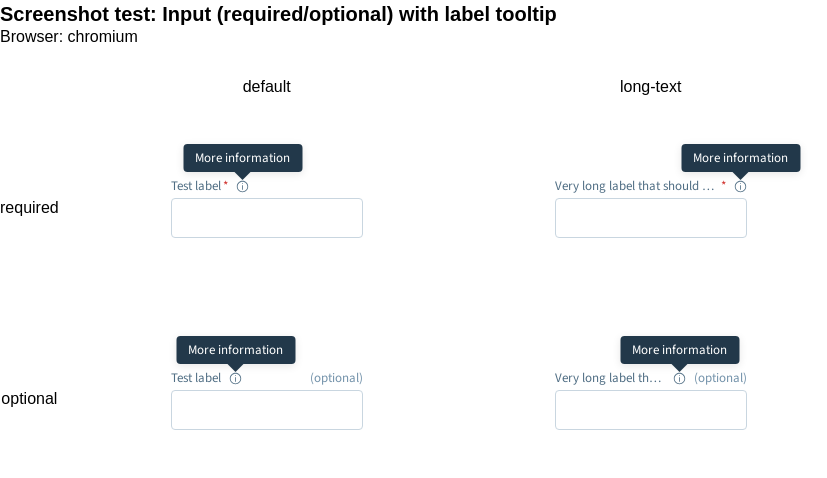 Screenshot test: Input (required/optional) with label tooltip
Browser: chromium
default long-text
More information More information
Test label * Very long label that should ... *
required
More information More information
Test label (optional) Very long label th... (optional)
optional